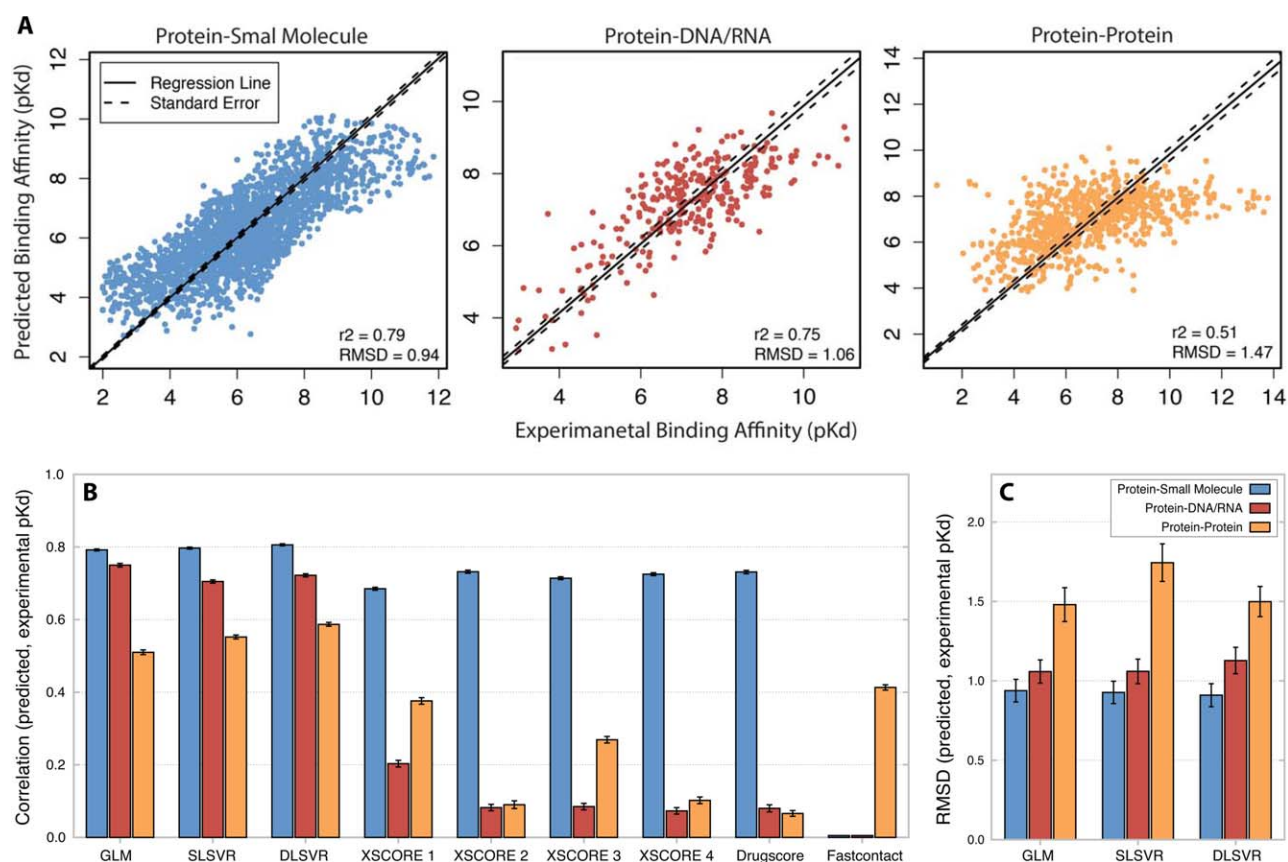 A
Protein-Smal Molecule
Protein-DNA/RNA
Protein-Protein
Predicted Binding Affinity (pKd)
12
10
8
6
4
2
Regression Line
Standard Error
r2 = 0.79
RMSD = 0.94
2 4 6 8 10 12
10
8
6
4
r2 = 0.75
RMSD = 1.06
4 6 8 10
14
12
10
8
6
4
2
r2 = 0.51
RMSD = 1.47
2 4 6 8 10 12 14
Experimanetal Binding Affinity (pKd)
B
Correlation (predicted, experimental pKd)
1.0
0.8
0.6
0.4
0.2
0.0
GLM SLSVR DLSVR XSCORE 1 XSCORE 2 XSCORE 3 XSCORE 4 Drugscore Fastcontact
C
Protein-Small Molecule
Protein-DNA/RNA
Protein-Protein
RMSD (predicted, experimental pKd)
2.0
1.5
1.0
0.5
0.0
GLM SLSVR DLSVR